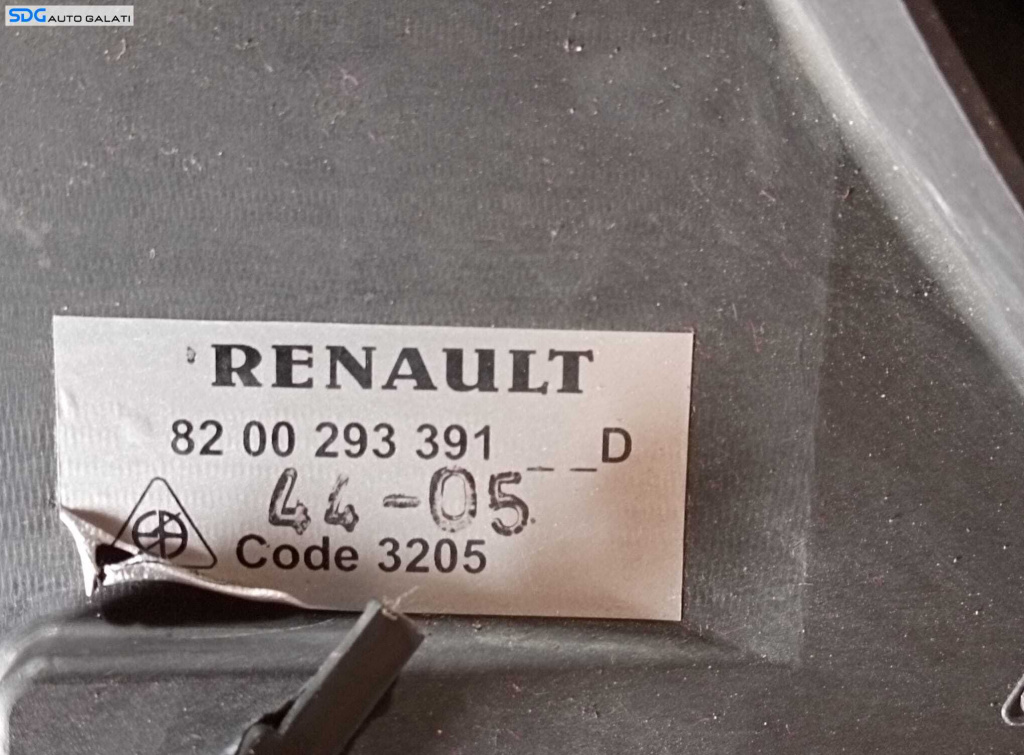 SDG AUTO GALATI
RENAULT
82 00 293 391 _ _D
44-05
Code 3205